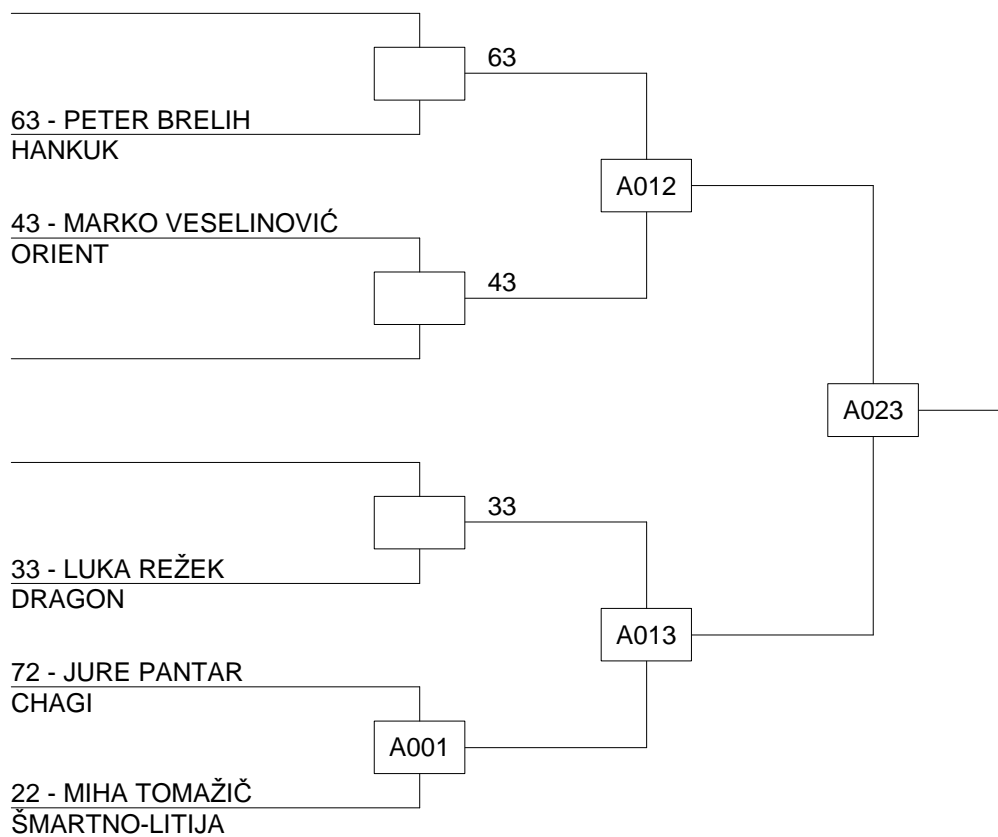 63
63 - PETER BRELIH
HANKUK
A012
43 - MARKO VESELINOVIĆ
ORIENT
43
A023
33
33 - LUKA REŽEK
DRAGON
A013
72 - JURE PANTAR
CHAGI
A001
22 - MIHA TOMAŽIČ
ŠMARTNO-LITIJA